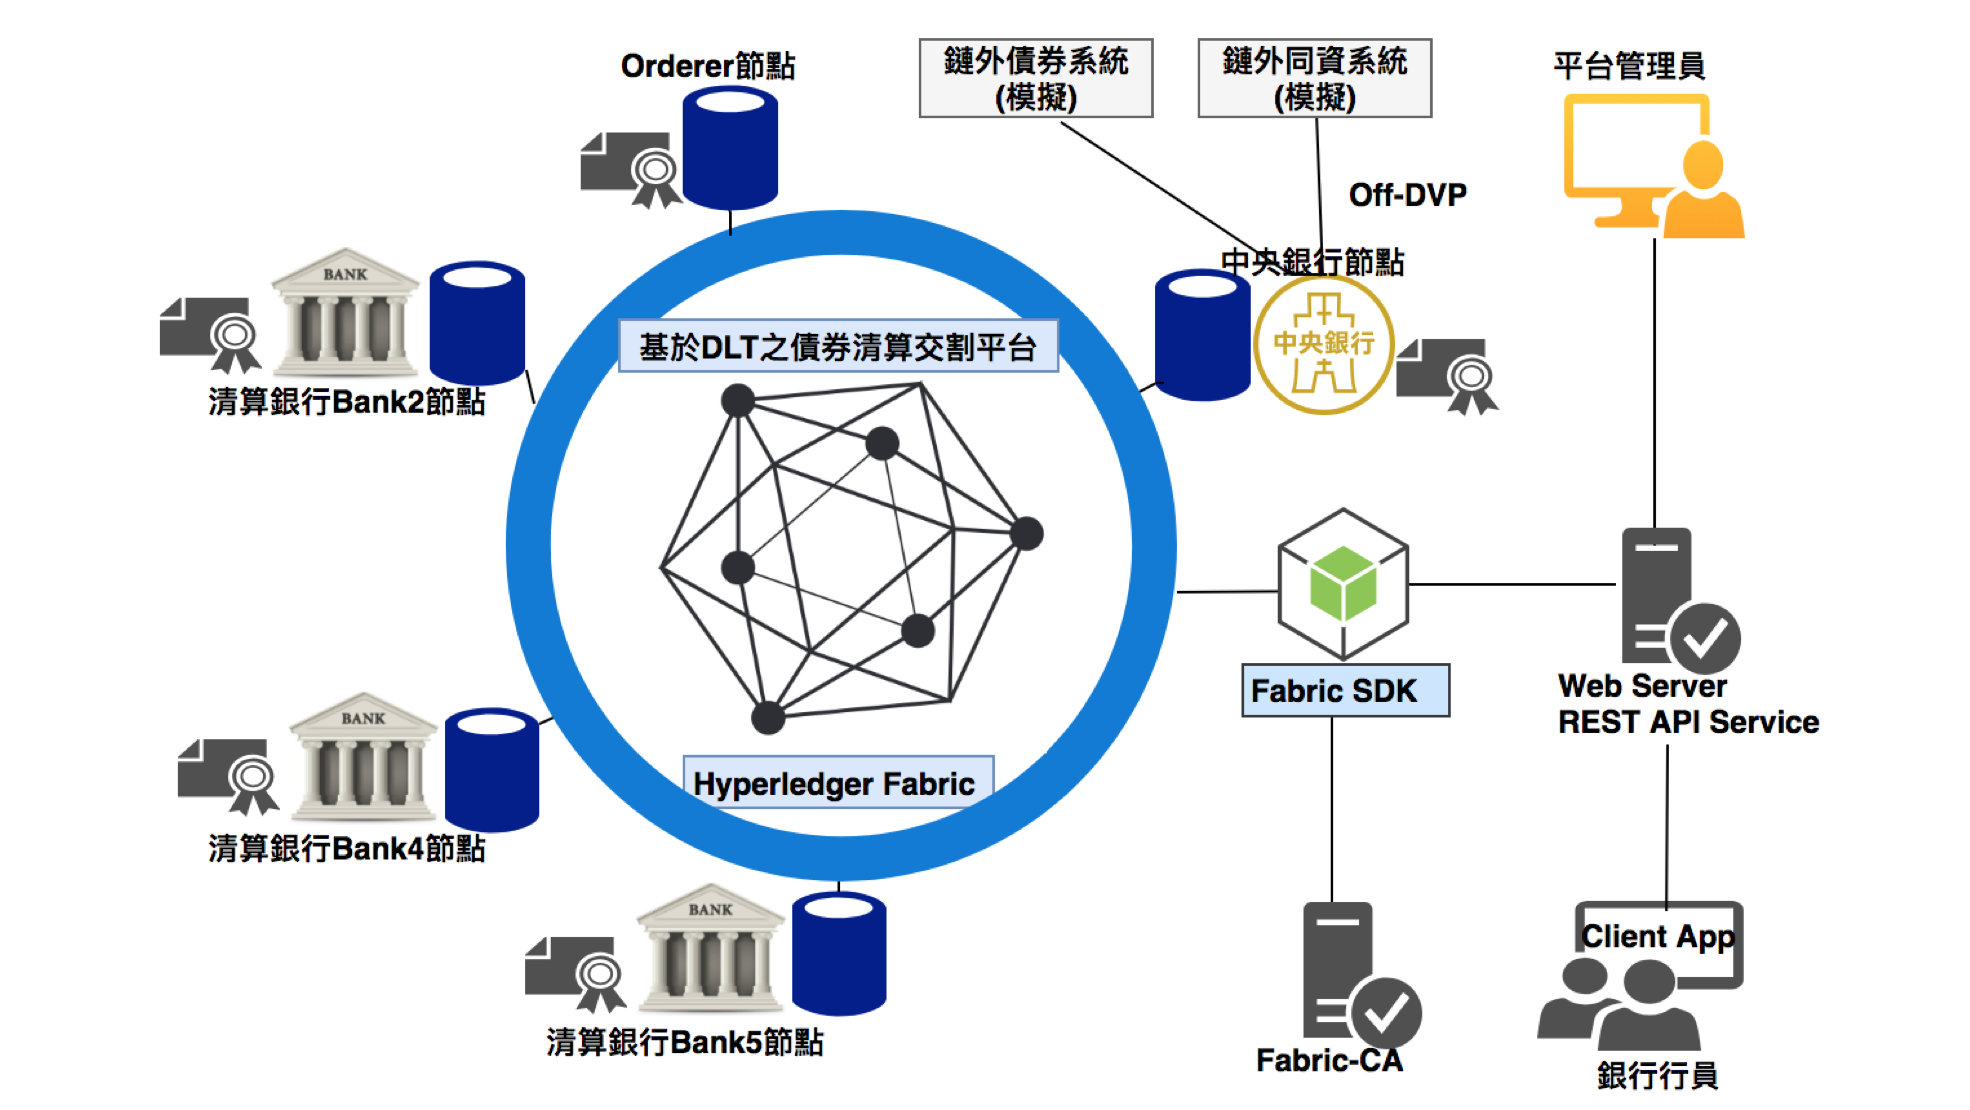 Orderer節點
鏈外債券系統
(模擬)
鏈外同資系統
(模擬)
平台管理員
Off-DVP
中央銀行節點
BANK
清算銀行Bank2節點
基於DLT之債券清算交割平台
中央銀行
Hyperledger Fabric
Fabric SDK
Web Server
REST API Service
BANK
清算銀行Bank4節點
BANK
清算銀行Bank5節點
Fabric-CA
Client App
銀行行員